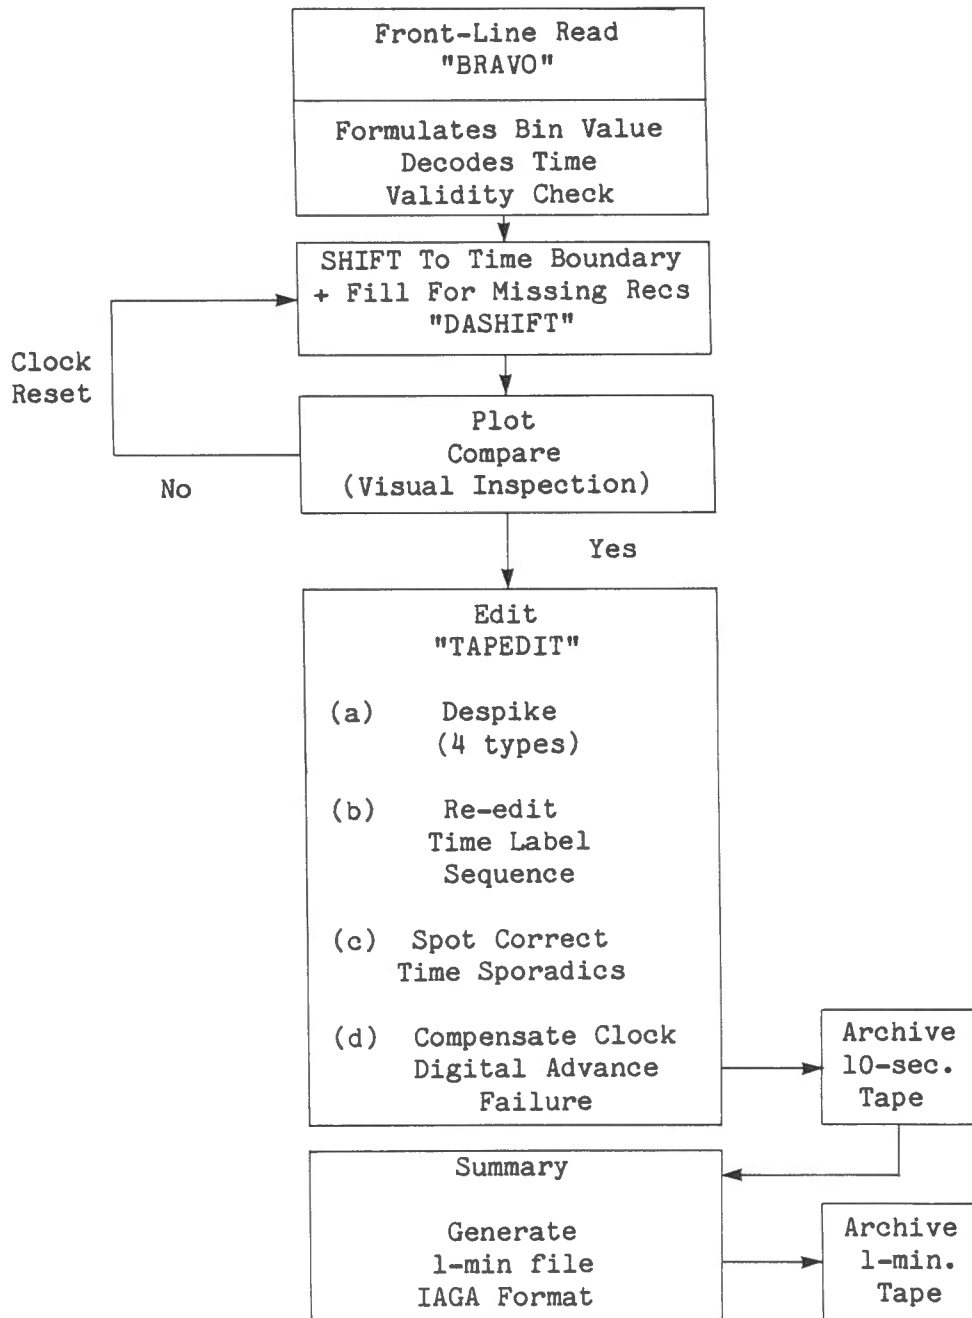 Front-Line Read
"BRAVO"
Formulates Bin Value
Decodes Time
Validity Check
SHIFT To Time Boundary
+ Fill For Missing Recs
"DASHIFT"
Clock
Reset
Plot
Compare
(Visual Inspection)
No
Yes
Edit
"TAPEDIT"
(a) Despike
(4 types)
(b) Re-edit
Time Label
Sequence
(c) Spot Correct
Time Sporadics
(d) Compensate Clock
Digital Advance
Failure
Archive
10-sec.
Tape
Summary
Generate
1-min file
IAGA Format
Archive
1-min.
Tape